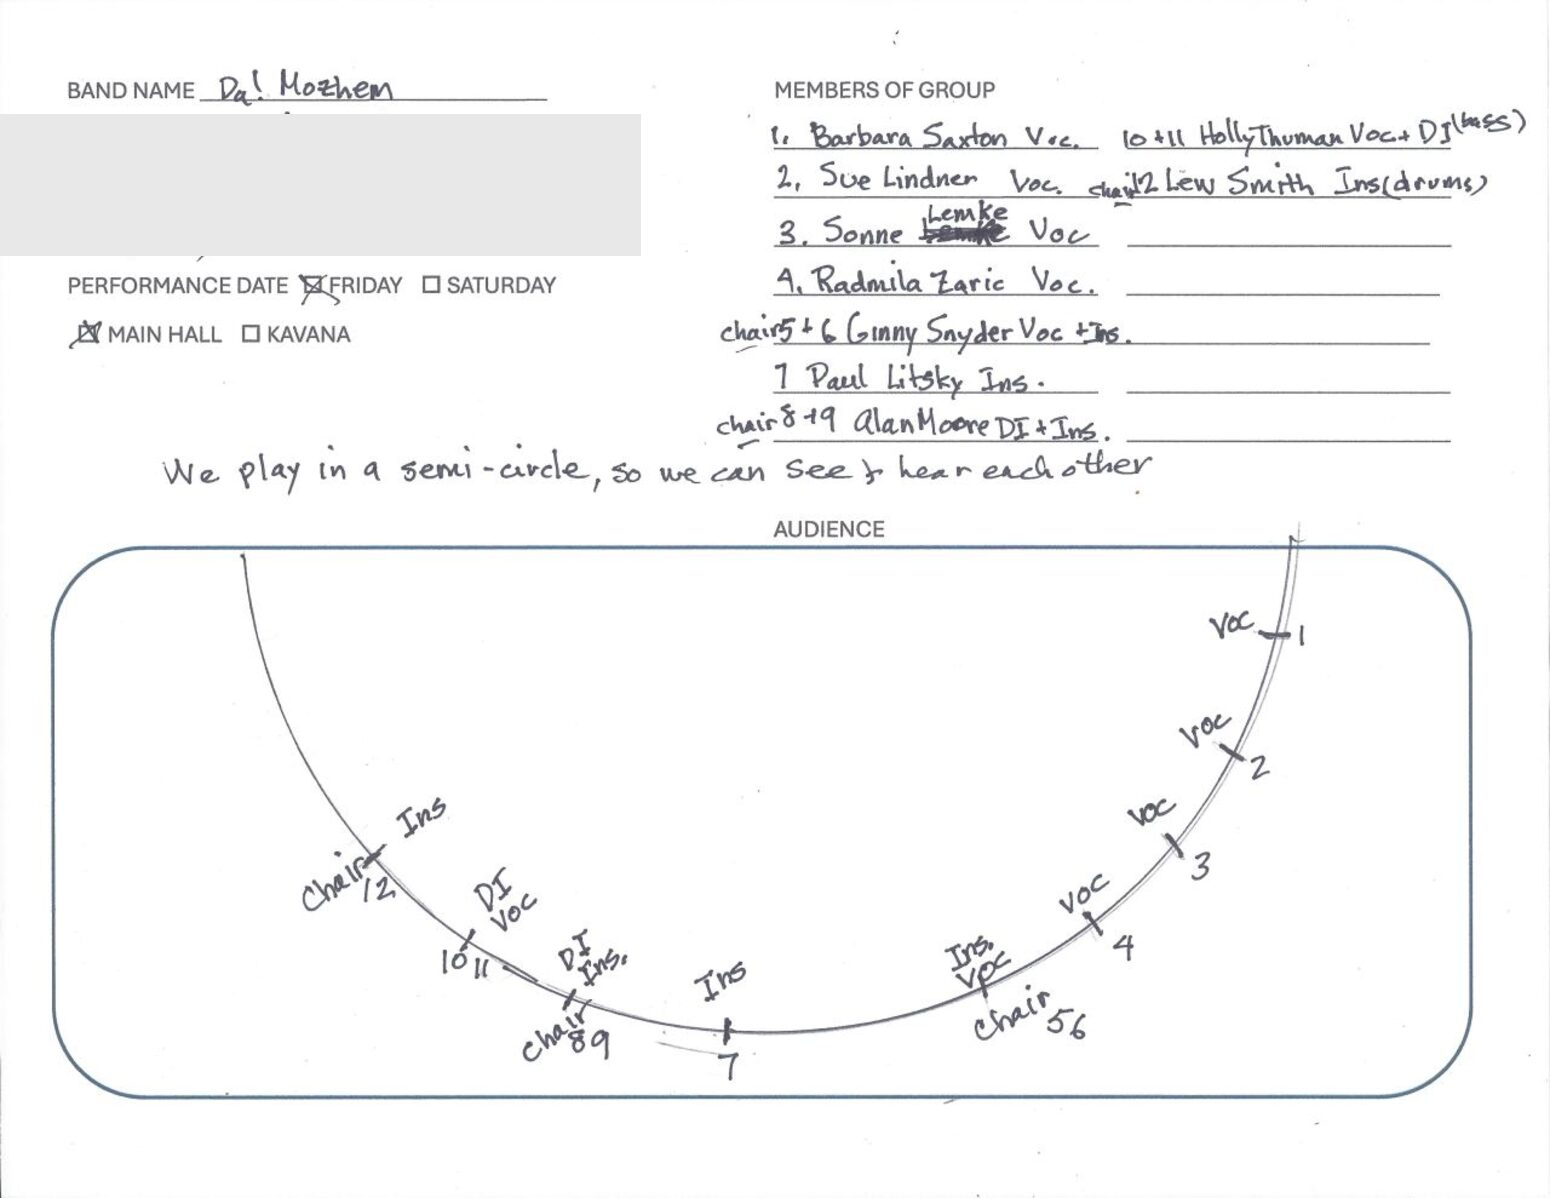 BAND NAME Da! Mozhem
PERFORMANCE DATE ☒ FRIDAY ☐ SATURDAY
☒ MAIN HALL ☐ KAVANA
MEMBERS OF GROUP
1. Barbara Saxton Voc.
2. Sue Lindner Voc.
3. Sonne Lemke Voc
4. Radmila Zaric Voc.
chair 5+6 Ginny Snyder Voc + Ins.
7 Paul Litsky Ins.
chair 8+9 Alan Moore DI + Ins.
10+11 Holly Thuman Voc + DI (bass)
chair 12 Lew Smith Ins (drums)
We play in a semi-circle, so we can see & hear each other
AUDIENCE
Voc 1
Voc 2
Voc 3
Voc 4
Ins. Voc
Chair 56
Ins
7
DI
Ins.
Chair 89
DI
Voc
10 11
Ins
Chair 12